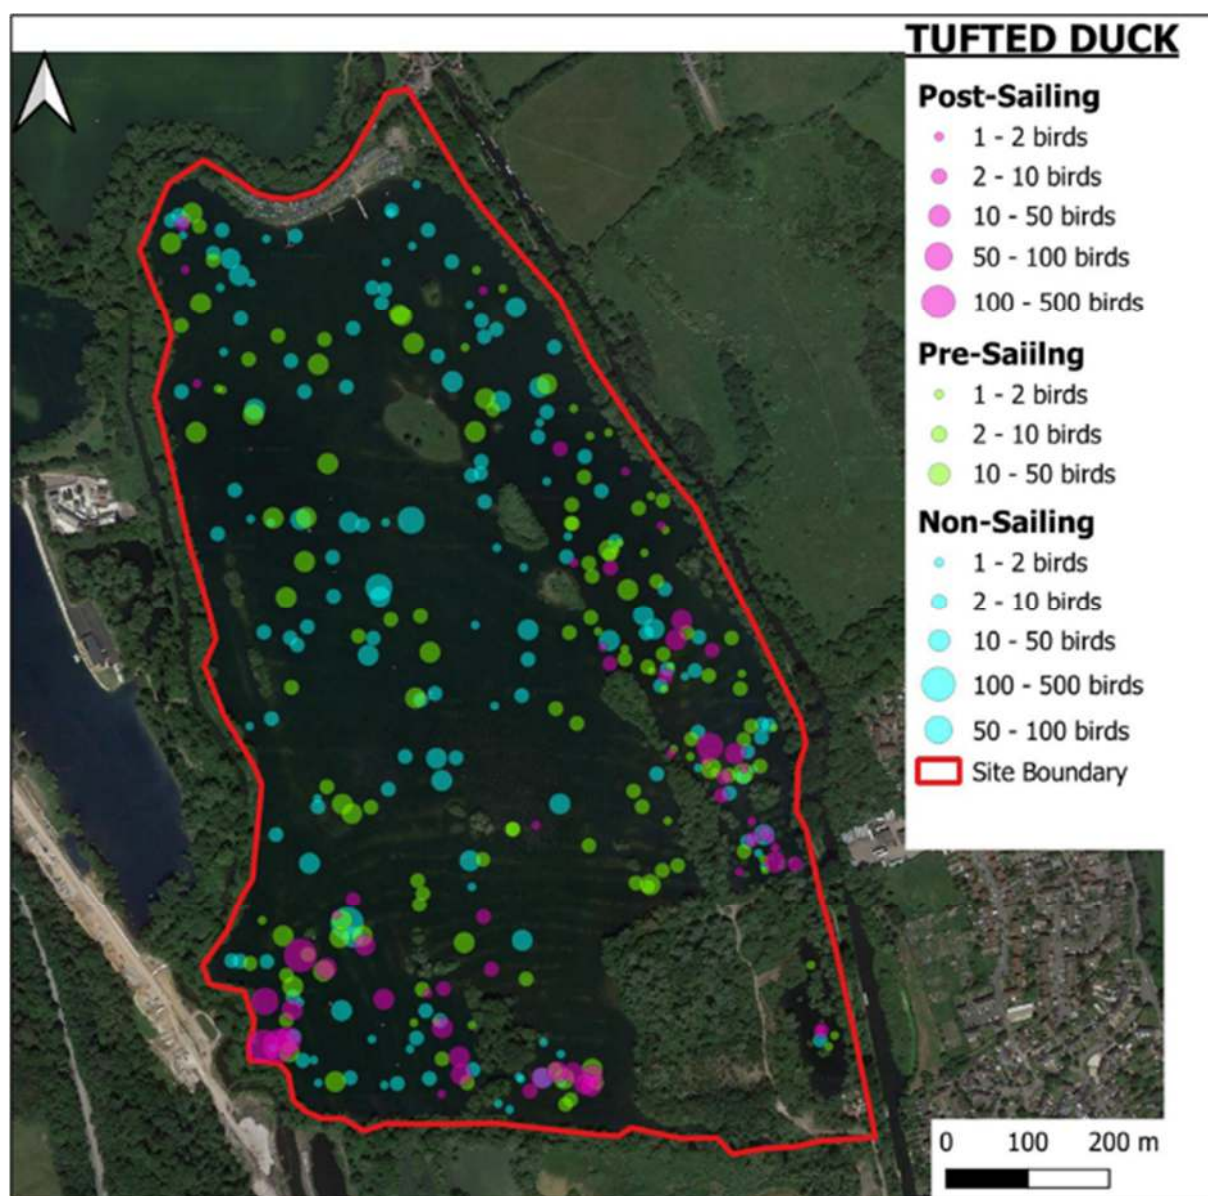 TUFTED DUCK
Post-Sailing
1 - 2 birds
2 - 10 birds
10 - 50 birds
50 - 100 birds
100 - 500 birds
Pre-Saiilng
1 - 2 birds
2 - 10 birds
10 - 50 birds
Non-Sailing
1 - 2 birds
2 - 10 birds
10 - 50 birds
100 - 500 birds
50 - 100 birds
Site Boundary
0 100 200 m